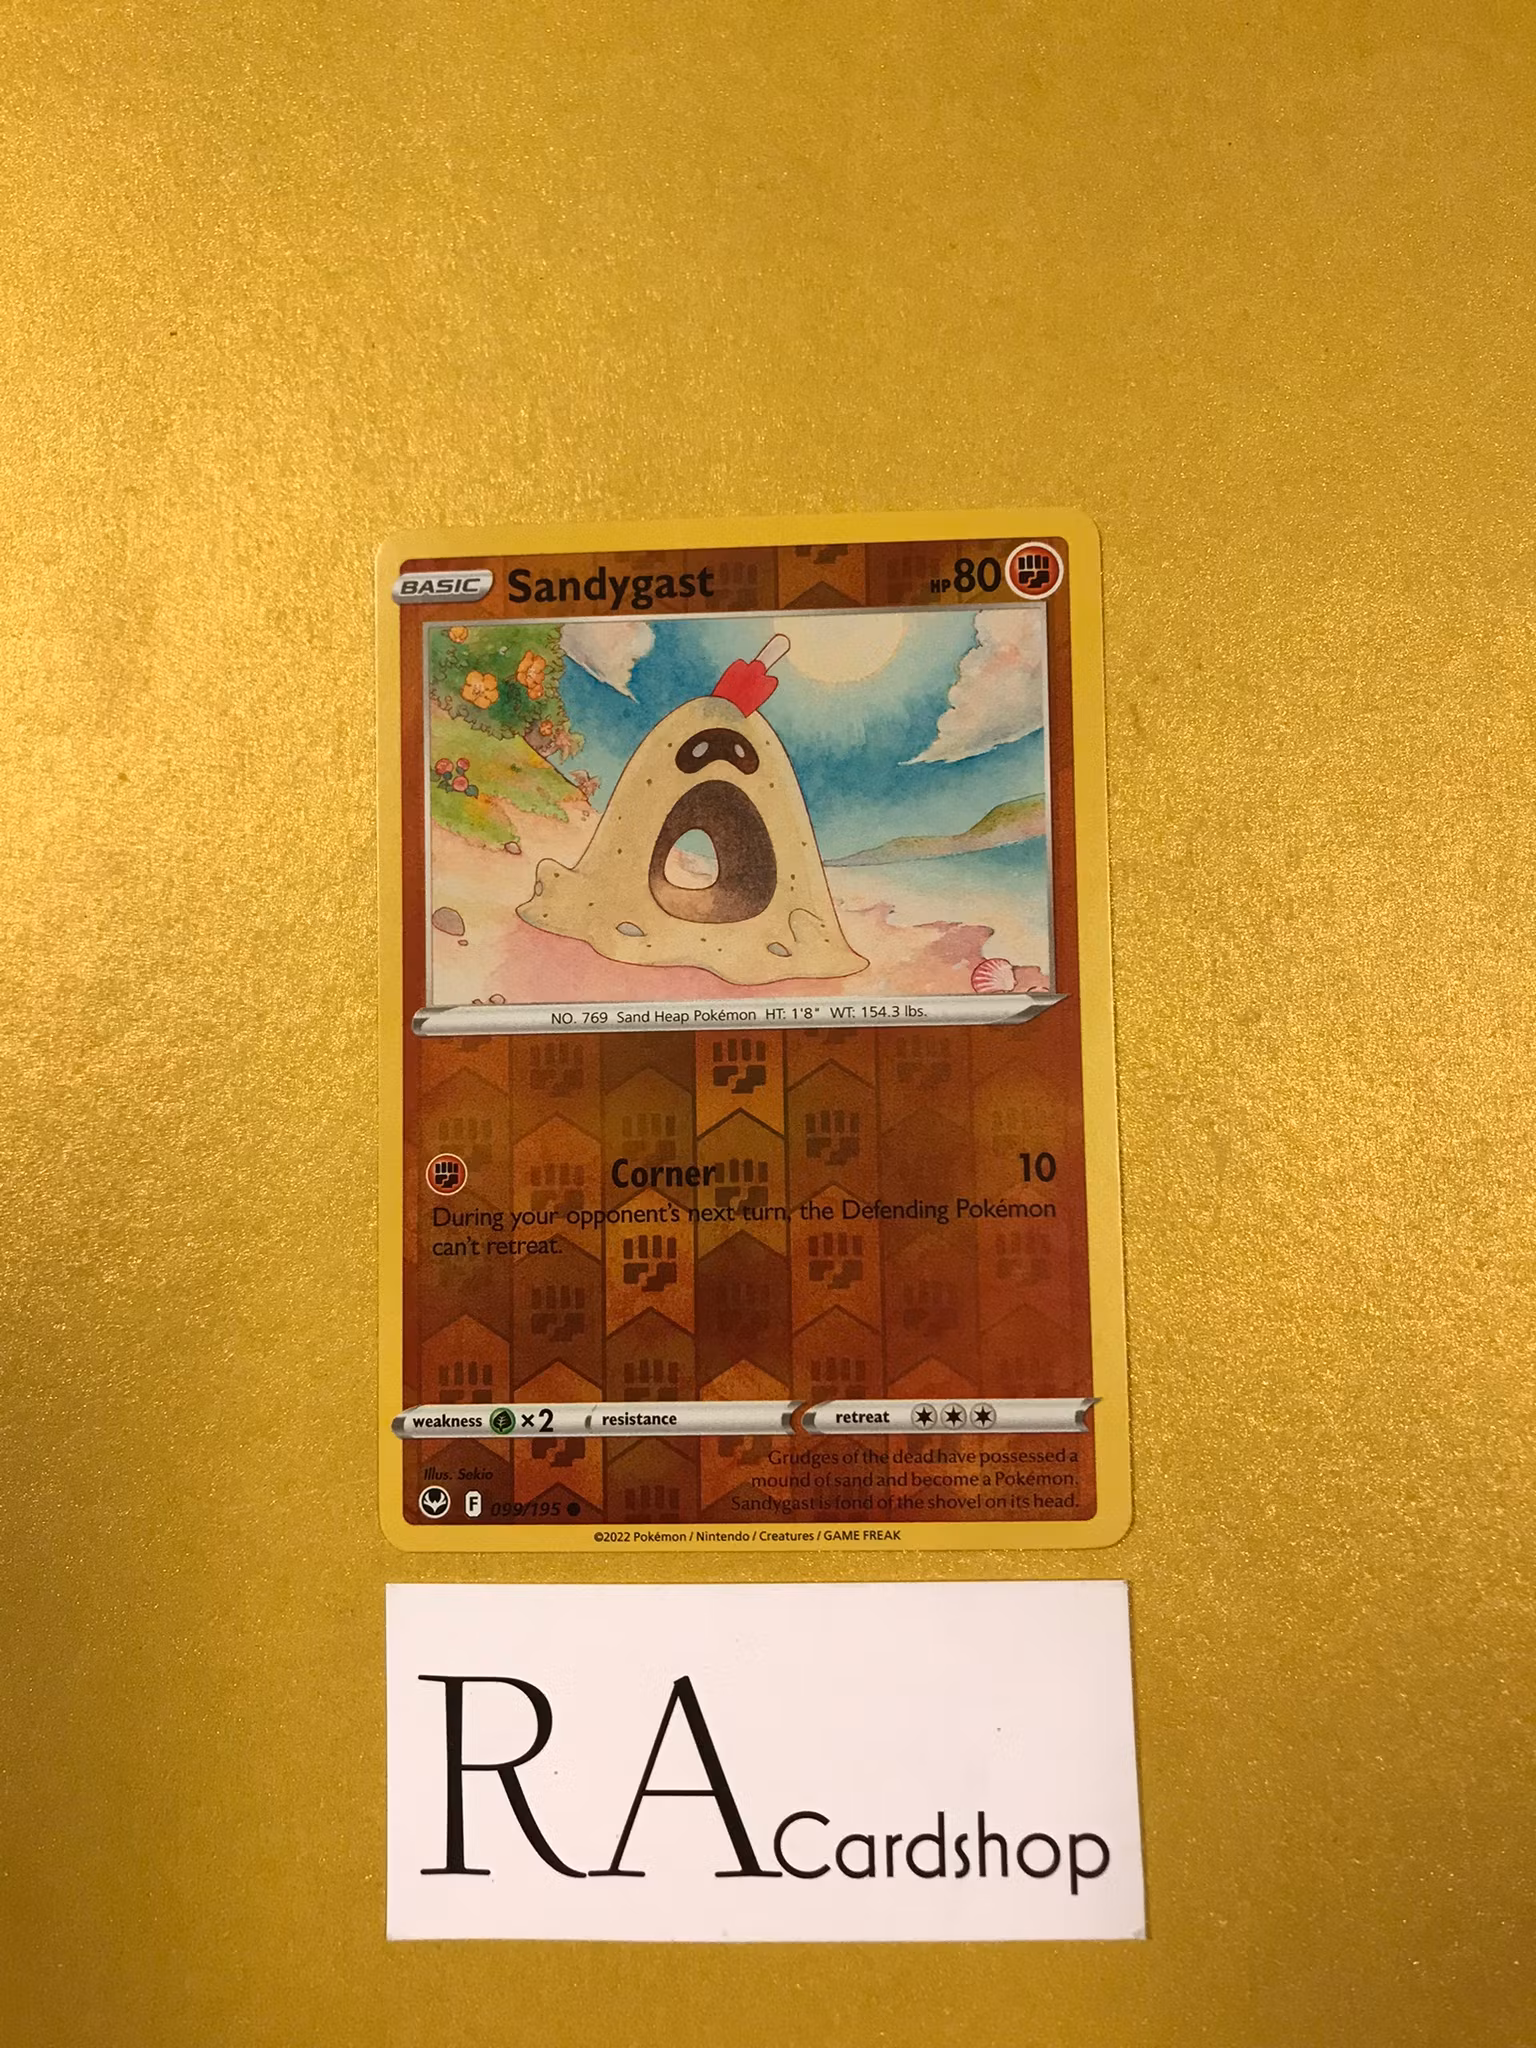 BASIC Sandygast HP 80
NO. 769 Sand Heap Pokémon HT: 1'8" WT: 154.3 lbs.
Corner 10
During your opponent's next turn, the Defending Pokémon
can't retreat.
weakness ×2 resistance retreat
Grudges of the dead have possessed a
mound of sand and become a Pokémon.
Sandygast is fond of the shovel on its head.
Illus. Sekio
F 099/195
©2022 Pokémon / Nintendo / Creatures / GAME FREAK
RA Cardshop